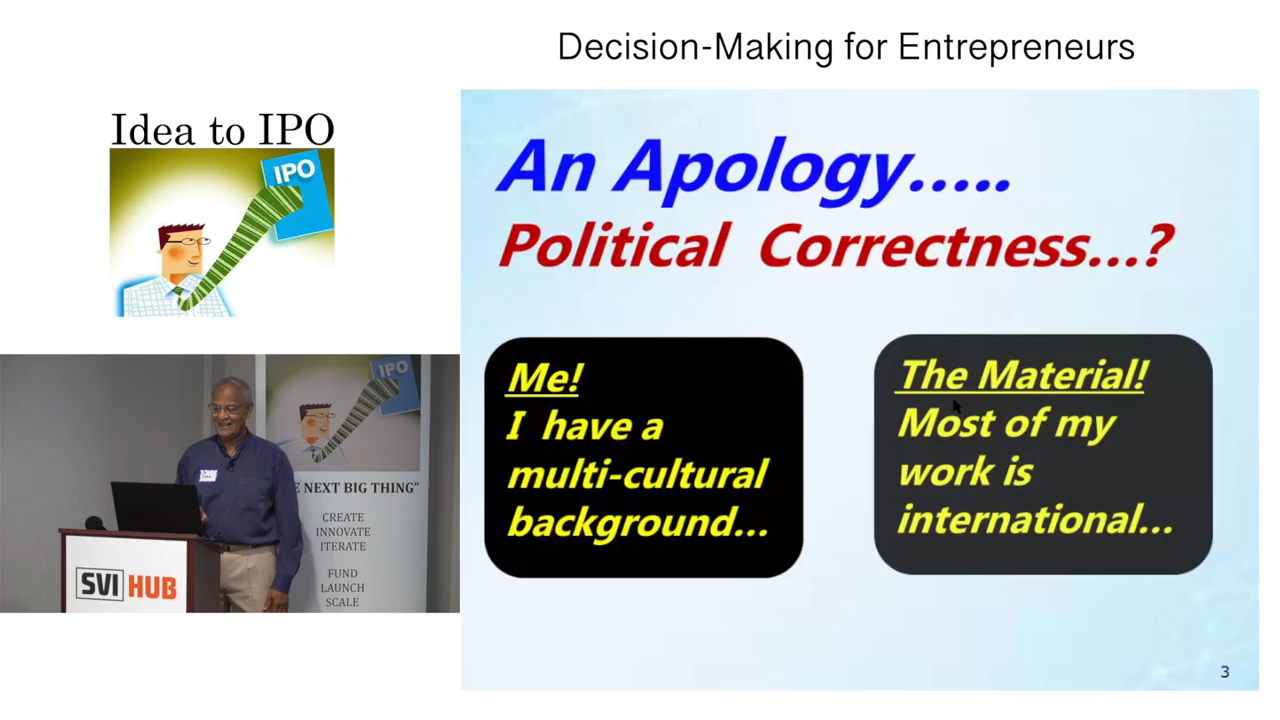 Decision-Making for Entrepreneurs
Idea to IPO
IPO
An Apology.....
Political Correctness...?
Me!
I have a
multi-cultural
background...
The Material!
Most of my
work is
international...
3
IPO
E NEXT BIG THING”
CREATE
INNOVATE
ITERATE
FUND
LAUNCH
SCALE
SVI HUB